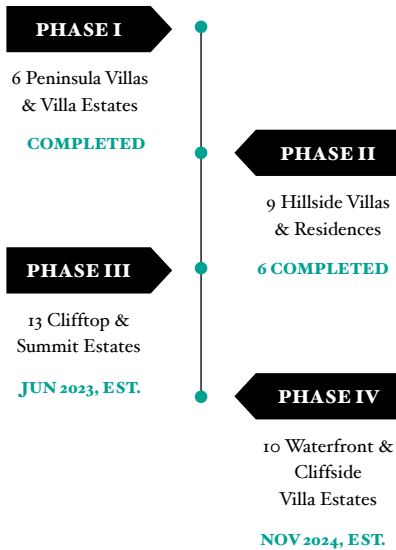 PHASE I
6 Peninsula Villas
& Villa Estates
COMPLETED
PHASE II
9 Hillside Villas
& Residences
6 COMPLETED
PHASE III
13 Clifftop &
Summit Estates
JUN 2023, EST.
PHASE IV
10 Waterfront &
Cliffside
Villa Estates
NOV 2024, EST.